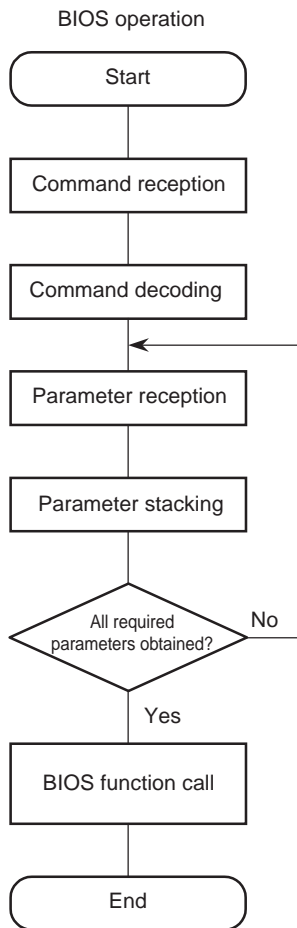 BIOS operation
Start
Command reception
Command decoding
Parameter reception
Parameter stacking
All required
parameters obtained?
No
Yes
BIOS function call
End